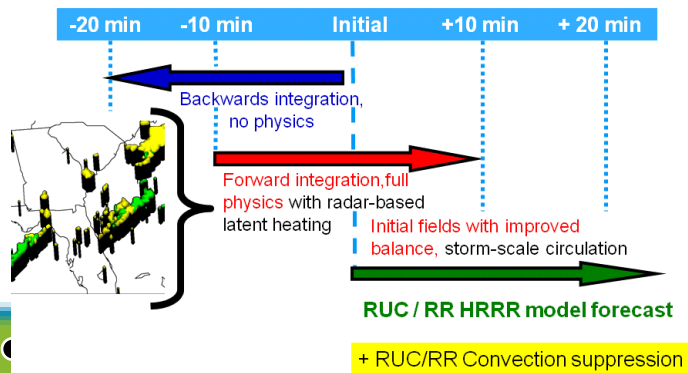 -20 min -10 min Initial +10 min + 20 min
Backwards integration,
no physics
Forward integration,full
physics with radar-based
latent heating
Initial fields with improved
balance, storm-scale circulation
RUC / RR HRRR model forecast
+ RUC/RR Convection suppression